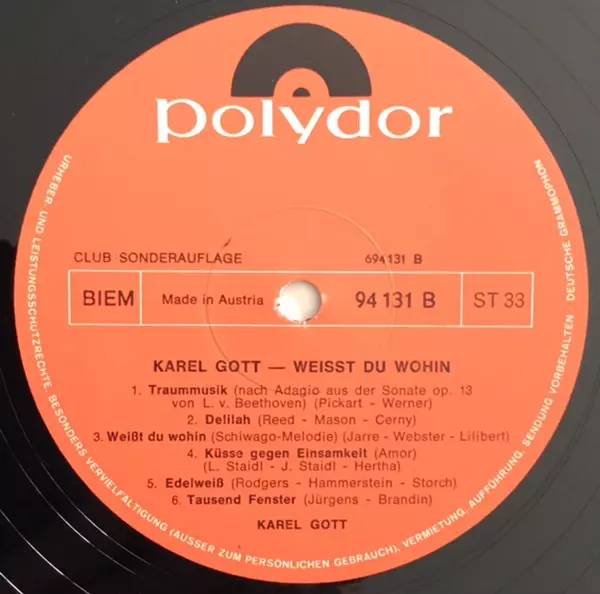 polydor
CLUB SONDERAUFLAGE 694131 B
BIEM Made in Austria 94 131 B ST 33
KAREL GOTT — WEISST DU WOHIN
1. Traummusik (nach Adagio aus der Sonate op. 13
von L. v. Beethoven) (Pickart - Werner)
2. Delilah (Reed - Mason - Cerny)
3. Weißt du wohin (Schiwago-Melodie) (Jarre - Webster - Lilibert)
4. Küsse gegen Einsamkeit (Amor)
(L. Staidl - J. Staidl - Hertha)
5. Edelweiß (Rodgers - Hammerstein - Storch)
6. Tausend Fenster (Jürgens - Brandin)
KAREL GOTT
URHEBER- UND LEISTUNGSSCHUTZRECHTE. BESONDERS VERVIELFÄLTIGUNG (AUSSER ZUM PERSÖNLICHEN GEBRAUCH), VERMIETUNG, AUFFÜHRUNG, SENDUNG VORBEHALTEN DEUTSCHE GRAMMOPHON